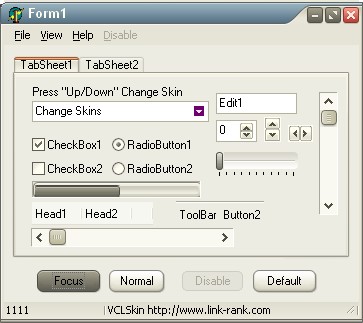 Form1
File View Help Disable
TabSheet1 TabSheet2
Press "Up/Down" Change Skin
Edit1
Change Skins
0
CheckBox1 RadioButton1
CheckBox2 RadioButton2
Head1 Head2 ToolBar Button2
Focus Normal Disable Default
1111 VCLSkin http://www.link-rank.com